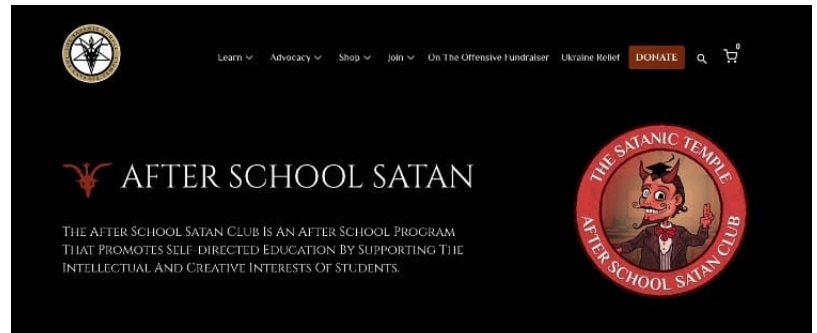 Learn Advocacy Shop Join On The Offensive Fundraiser Ukraine Relief DONATE 0
AFTER SCHOOL SATAN
THE AFTER SCHOOL SATAN CLUB IS AN AFTER SCHOOL PROGRAM
THAT PROMOTES SELF-DIRECTED EDUCATION BY SUPPORTING THE
INTELLECTUAL AND CREATIVE INTERESTS OF STUDENTS.
THE SATANIC TEMPLE
AFTER SCHOOL SATAN CLUB